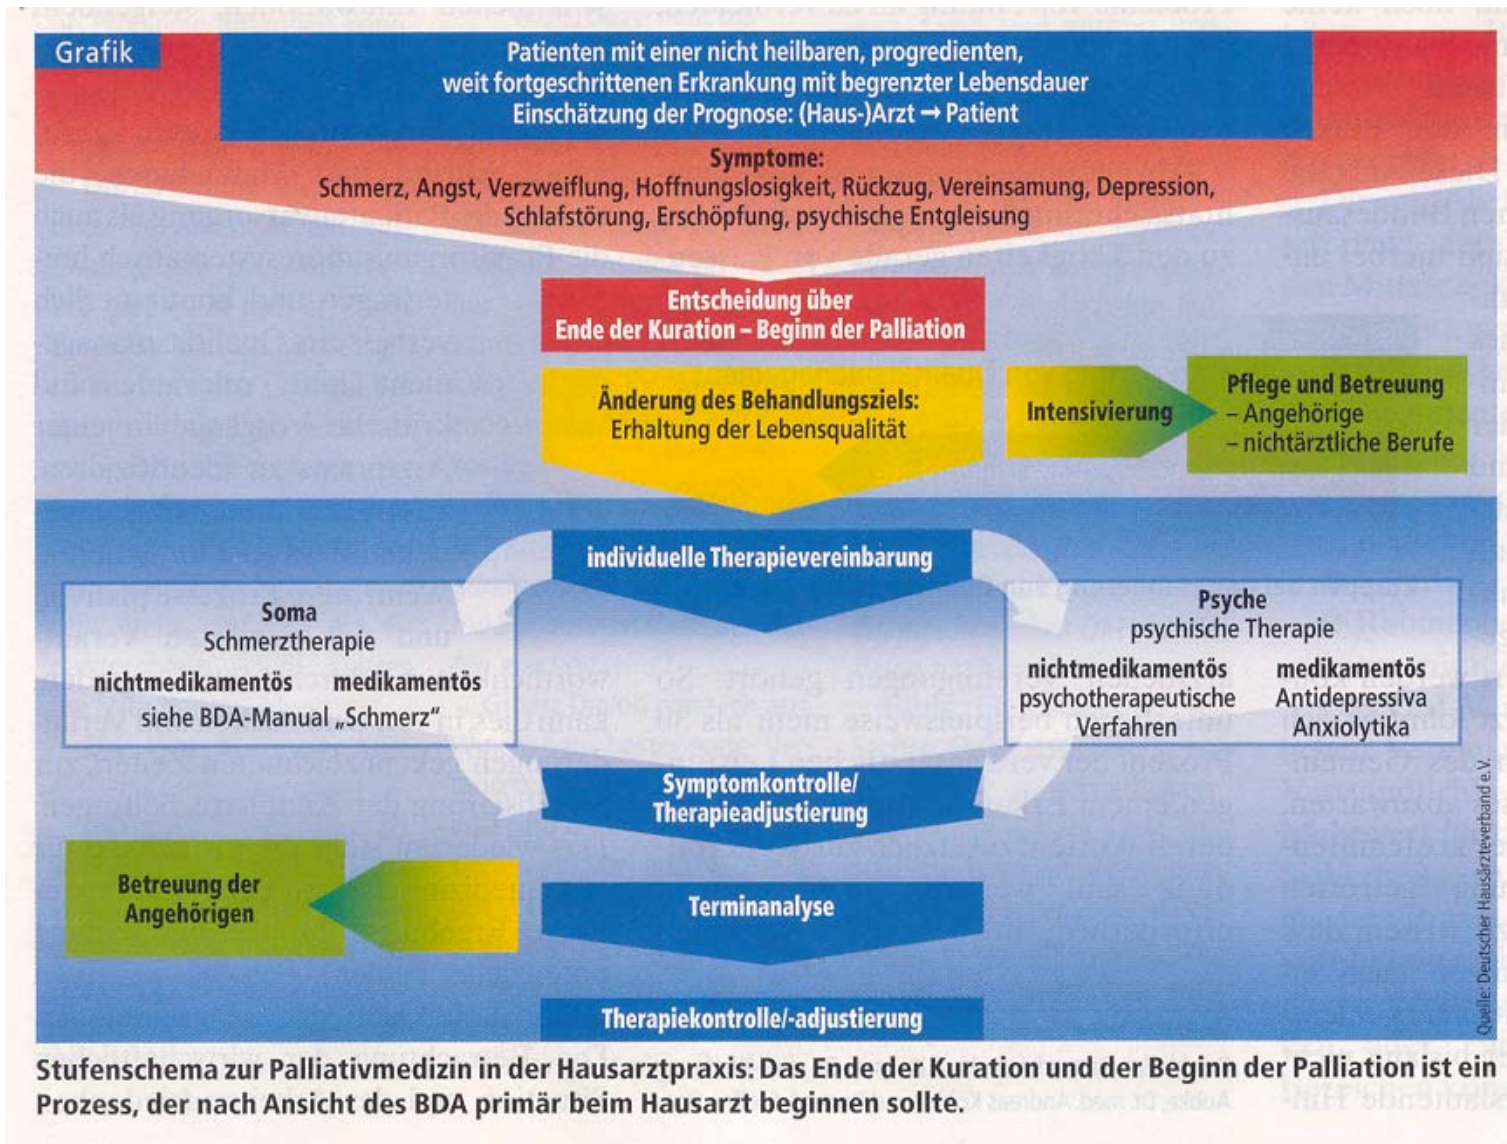 Grafik
Patienten mit einer nicht heilbaren, progredienten,
weit fortgeschrittenen Erkrankung mit begrenzter Lebensdauer
Einschätzung der Prognose: (Haus-)Arzt → Patient
Symptome:
Schmerz, Angst, Verzweiflung, Hoffnungslosigkeit, Rückzug, Vereinsamung, Depression,
Schlafstörung, Erschöpfung, psychische Entgleisung
Entscheidung über
Ende der Kuration – Beginn der Palliation
Änderung des Behandlungsziels:
Erhaltung der Lebensqualität
Intensivierung
Pflege und Betreuung
– Angehörige
– nichtärztliche Berufe
individuelle Therapievereinbarung
Soma
Schmerztherapie
nichtmedikamentös medikamentös
siehe BDA-Manual „Schmerz“
Psyche
psychische Therapie
nichtmedikamentös
psychotherapeutische
Verfahren
medikamentös
Antidepressiva
Anxiolytika
Symptomkontrolle/
Therapieadjustierung
Betreuung der
Angehörigen
Terminanalyse
Therapiekontrolle/-adjustierung
Quelle: Deutscher Hausärzteverband e.V.
Stufenschema zur Palliativmedizin in der Hausarztpraxis: Das Ende der Kuration und der Beginn der Palliation ist ein
Prozess, der nach Ansicht des BDA primär beim Hausarzt beginnen sollte.